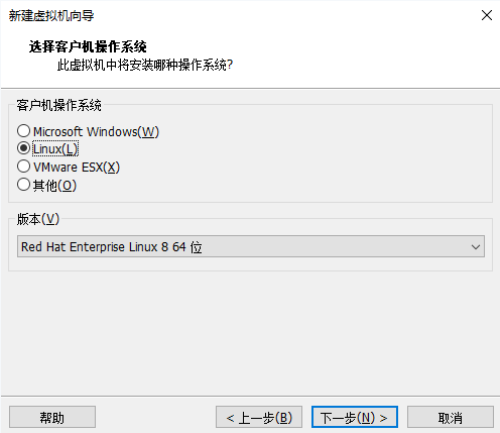 新建虚拟机向导
选择客户机操作系统
此虚拟机中将安装哪种操作系统?
客户机操作系统
Microsoft Windows(W)
Linux(L)
VMware ESX(X)
其他(O)
版本(V)
Red Hat Enterprise Linux 8 64 位
帮助
< 上一步(B)
下一步(N) >
取消